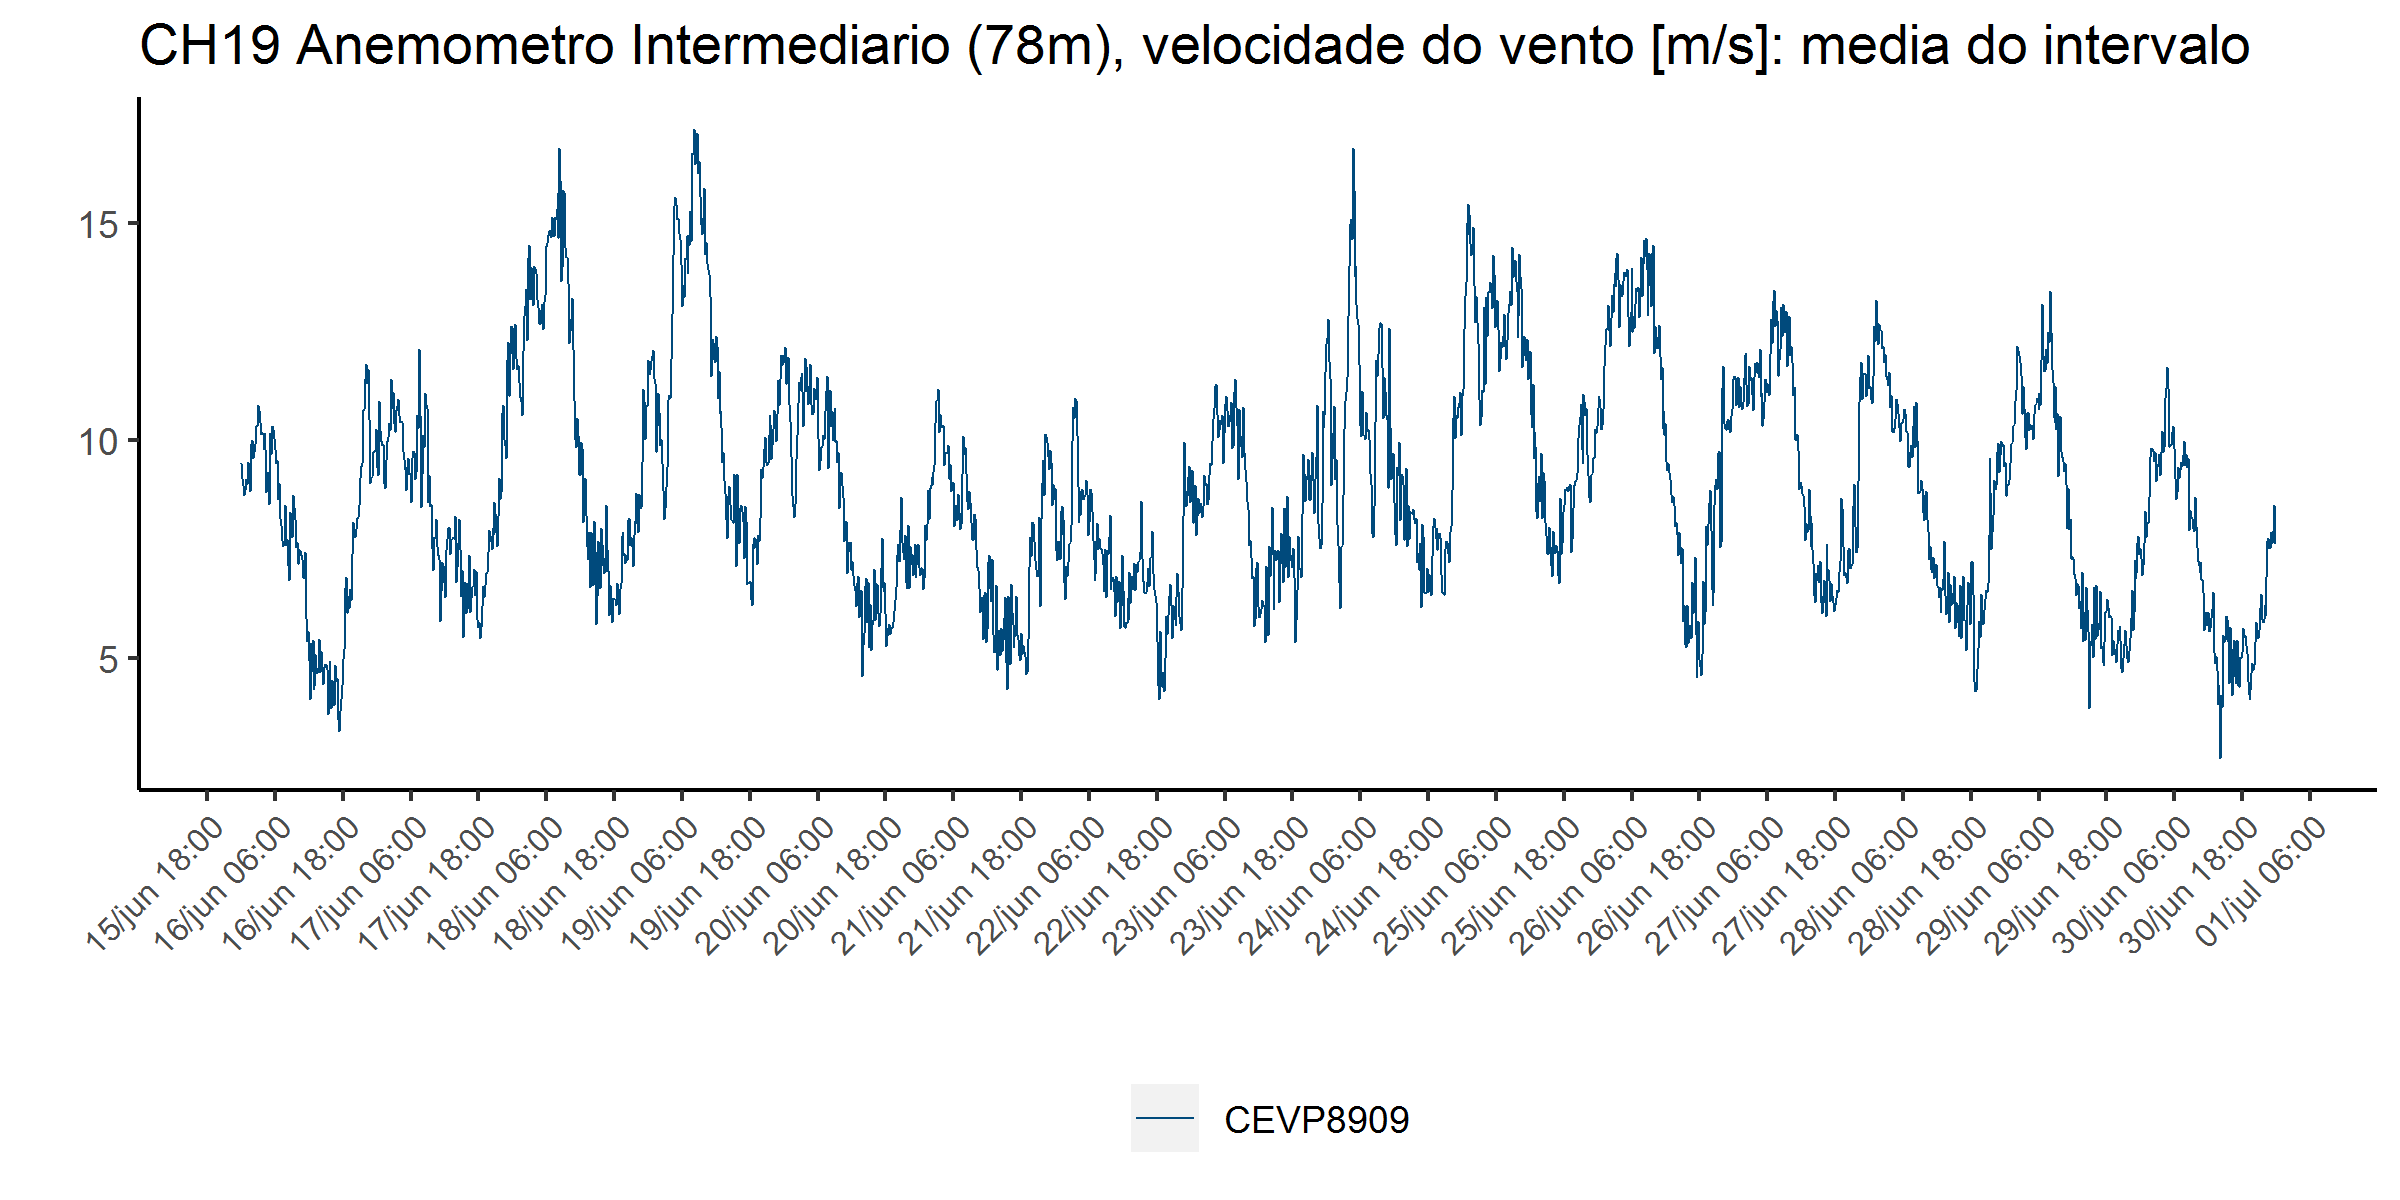 CH19 Anemometro Intermediario (78m), velocidade do vento [m/s]: media do intervalo
15
10
5
15/jun 18:00
16/jun 06:00
16/jun 18:00
17/jun 06:00
17/jun 18:00
18/jun 06:00
18/jun 18:00
19/jun 06:00
19/jun 18:00
20/jun 06:00
20/jun 18:00
21/jun 06:00
21/jun 18:00
22/jun 06:00
22/jun 18:00
23/jun 06:00
23/jun 18:00
24/jun 06:00
24/jun 18:00
25/jun 06:00
25/jun 18:00
26/jun 06:00
26/jun 18:00
27/jun 06:00
27/jun 18:00
28/jun 06:00
28/jun 18:00
29/jun 06:00
29/jun 18:00
30/jun 06:00
30/jun 18:00
01/jul 06:00
CEVP8909